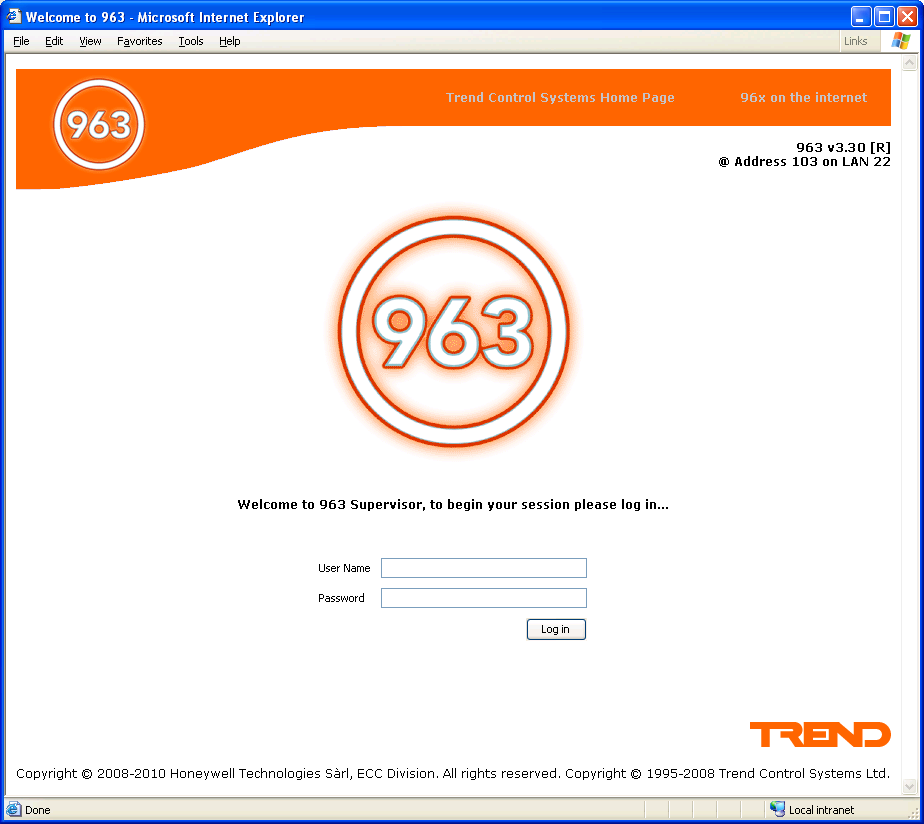 Welcome to 963 - Microsoft Internet Explorer
File Edit View Favorites Tools Help Links
963 Trend Control Systems Home Page 96x on the internet
963 v3.30 [R]
@ Address 103 on LAN 22
963
Welcome to 963 Supervisor, to begin your session please log in...
User Name
Password
Log in
TREND
Copyright © 2008-2010 Honeywell Technologies Sàrl, ECC Division. All rights reserved. Copyright © 1995-2008 Trend Control Systems Ltd.
Done Local intranet